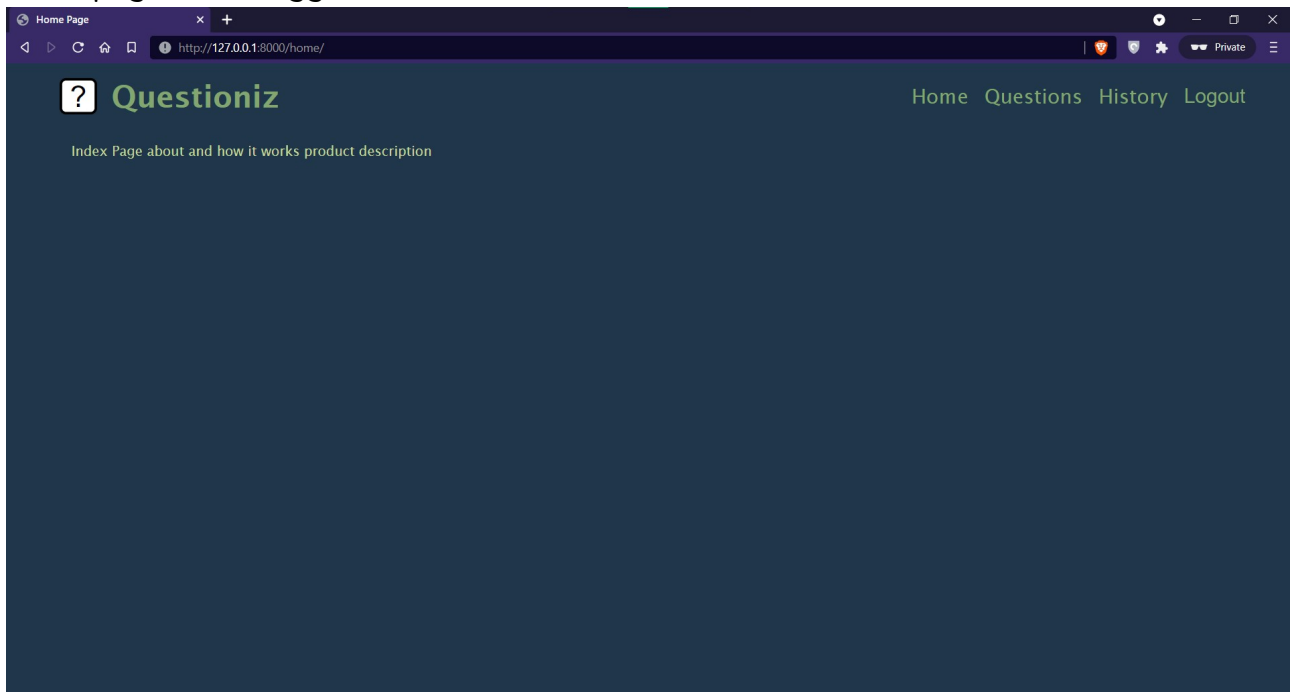 Home Page
http://127.0.0.1:8000/home/
Private
? Questioniz
Home Questions History Logout
Index Page about and how it works product description